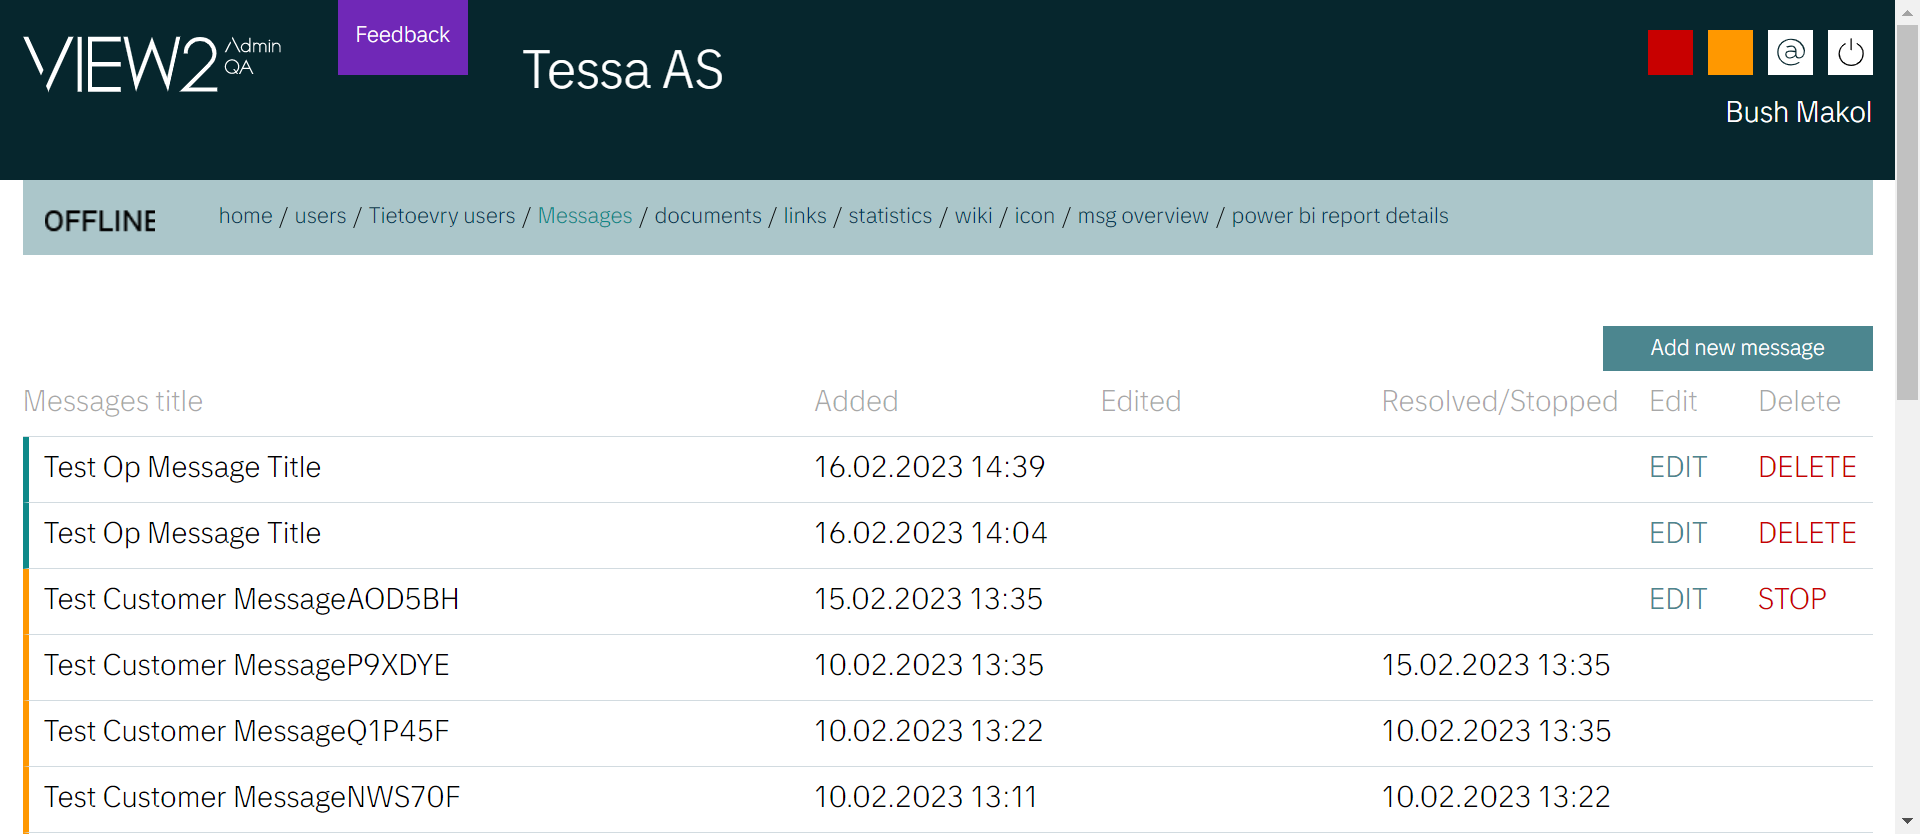 VIEW2 Admin QA
Feedback
Tessa AS
@
Bush Makol
OFFLINE
home / users / Tietoevry users / Messages / documents / links / statistics / wiki / icon / msg overview / power bi report details
Add new message
Messages title Added Edited Resolved/Stopped Edit Delete
Test Op Message Title 16.02.2023 14:39 EDIT DELETE
Test Op Message Title 16.02.2023 14:04 EDIT DELETE
Test Customer MessageAOD5BH 15.02.2023 13:35 EDIT STOP
Test Customer MessageP9XDYE 10.02.2023 13:35 15.02.2023 13:35
Test Customer MessageQ1P45F 10.02.2023 13:22 10.02.2023 13:35
Test Customer MessageNWS70F 10.02.2023 13:11 10.02.2023 13:22